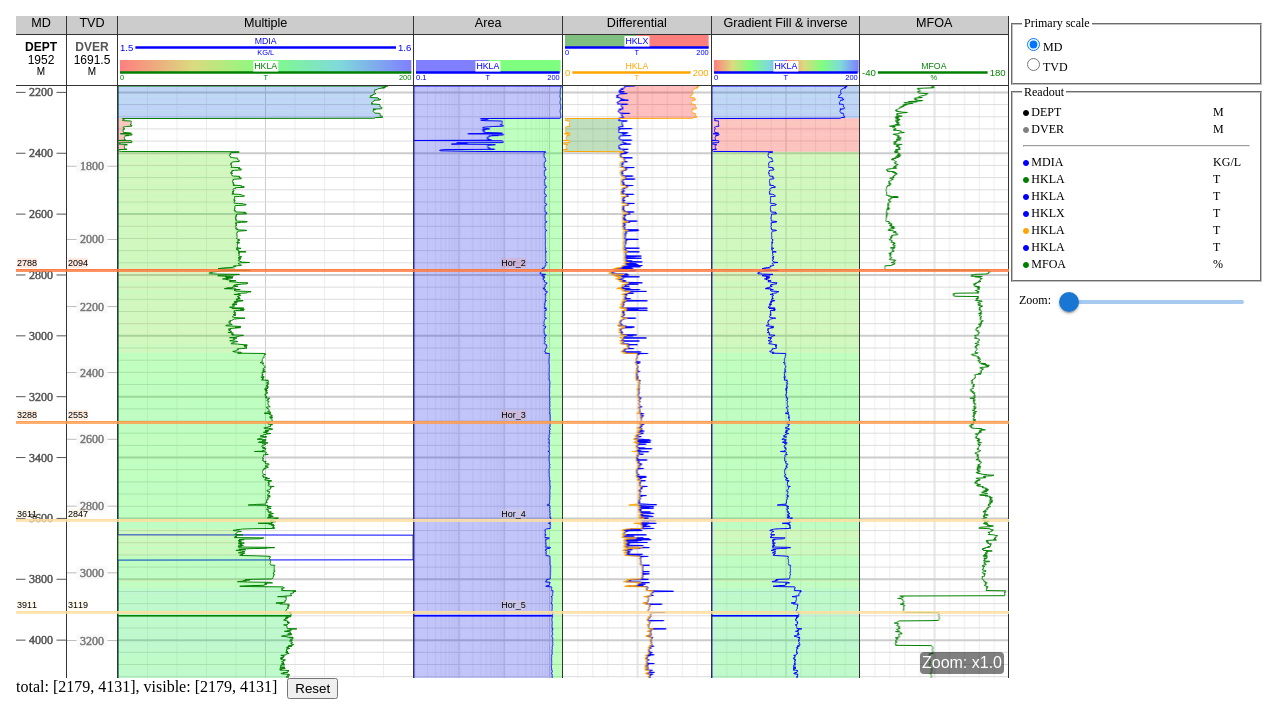 MD TVD Multiple Area Differential Gradient Fill & inverse MFOA
DEPT 1952 M
DVER 1691.5 M
1.5 MDIA 1.6
KG/L
HKLA
0 T 200
HKLA
0.1 T 200
HKLX
0 T 200
HKLA
0 T 200
HKLA
0 T 200
MFOA
-40 % 180
2200
2400
1800
2600
2000
2788 2094 Hor_2
2800
2200
3000
2400
3200
3288 2553 Hor_3
2600
3400
2800
3611 2847 Hor_4
3600
3000
3800
3911 3119 Hor_5
4000
3200
Zoom: x1.0
total: [2179, 4131], visible: [2179, 4131] Reset
Primary scale
MD
TVD
Readout
DEPT M
DVER M
MDIA KG/L
HKLA T
HKLA T
HKLX T
HKLA T
HKLA T
MFOA %
Zoom: